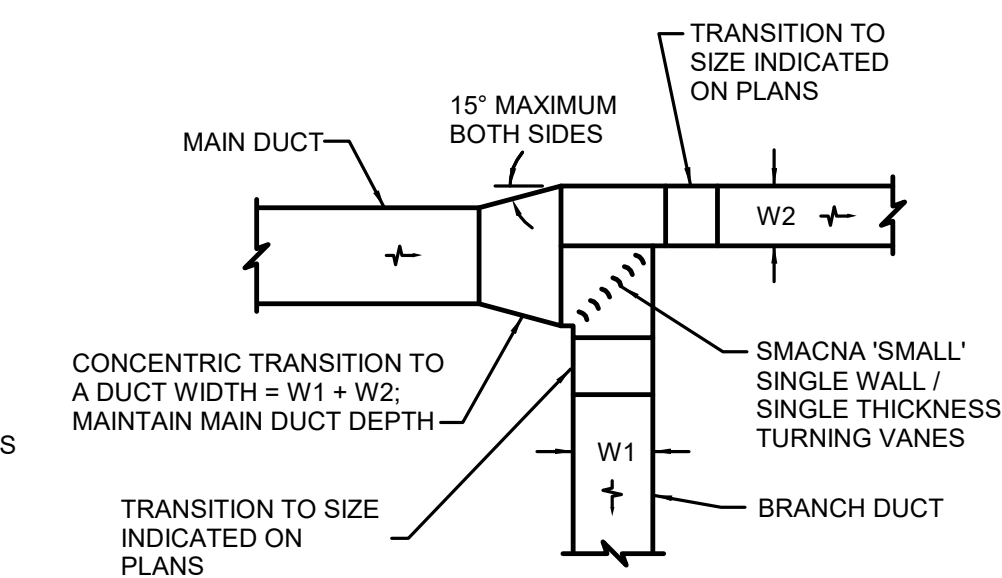 TRANSITION TO
SIZE INDICATED
ON PLANS
15° MAXIMUM
BOTH SIDES
MAIN DUCT
W2
CONCENTRIC TRANSITION TO
A DUCT WIDTH = W1 + W2;
MAINTAIN MAIN DUCT DEPTH
SMACNA 'SMALL'
SINGLE WALL /
SINGLE THICKNESS
TURNING VANES
S
W1
TRANSITION TO SIZE
INDICATED ON
PLANS
BRANCH DUCT